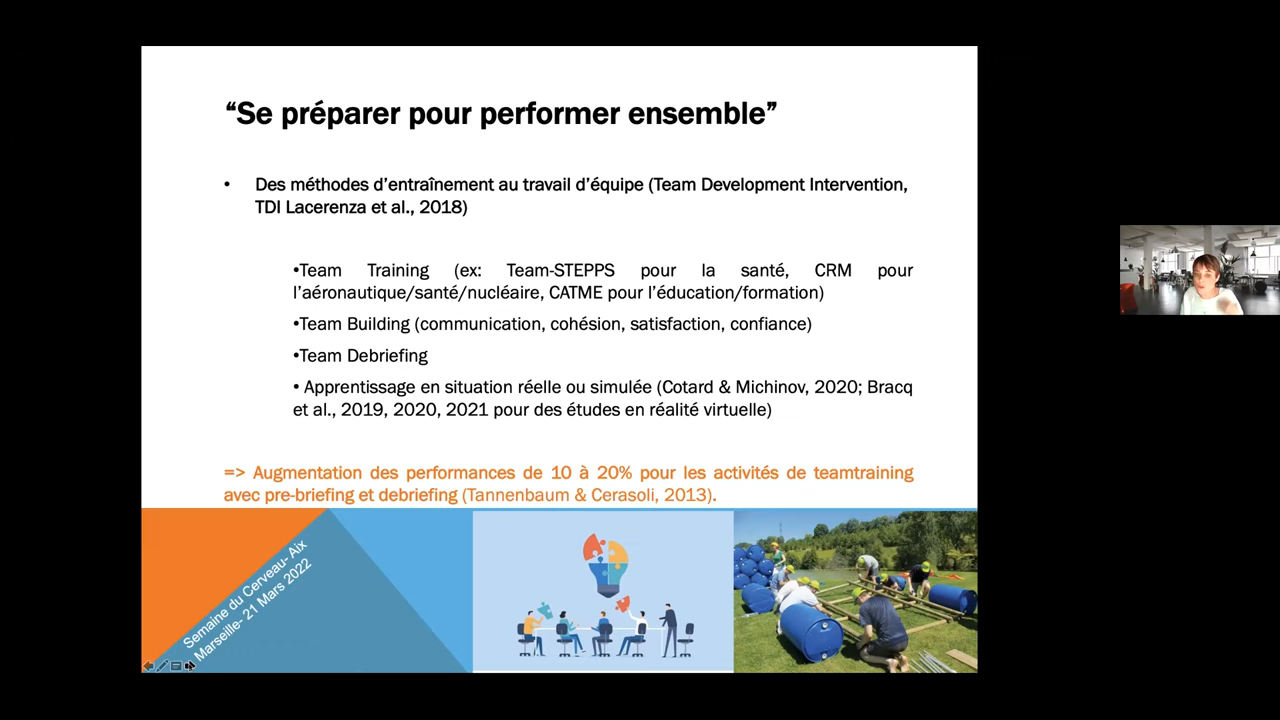 “Se préparer pour performer ensemble”
• Des méthodes d’entraînement au travail d’équipe (Team Development Intervention,
TDI Lacerenza et al., 2018)
•Team Training (ex: Team-STEPPS pour la santé, CRM pour
l’aéronautique/santé/nucléaire, CATME pour l’éducation/formation)
•Team Building (communication, cohésion, satisfaction, confiance)
•Team Debriefing
• Apprentissage en situation réelle ou simulée (Cotard & Michinov, 2020; Bracq
et al., 2019, 2020, 2021 pour des études en réalité virtuelle)
=> Augmentation des performances de 10 à 20% pour les activités de teamtraining
avec pre-briefing et debriefing (Tannenbaum & Cerasoli, 2013).
Semaine du Cerveau- Aix
Marseille- 21 Mars 2022